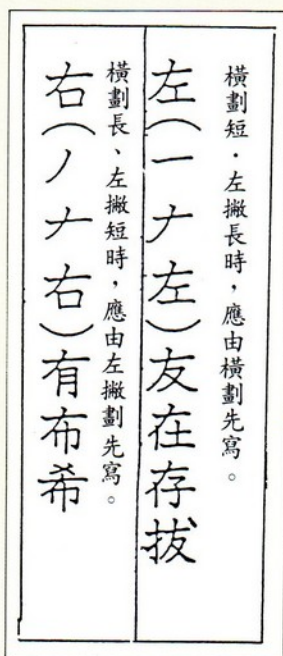 橫劃短．左撇長時，應由橫劃先寫。
左（一ナ左）友在存拔
橫劃長、左撇短時，應由左撇劃先寫。
右（ノナ右）有布希